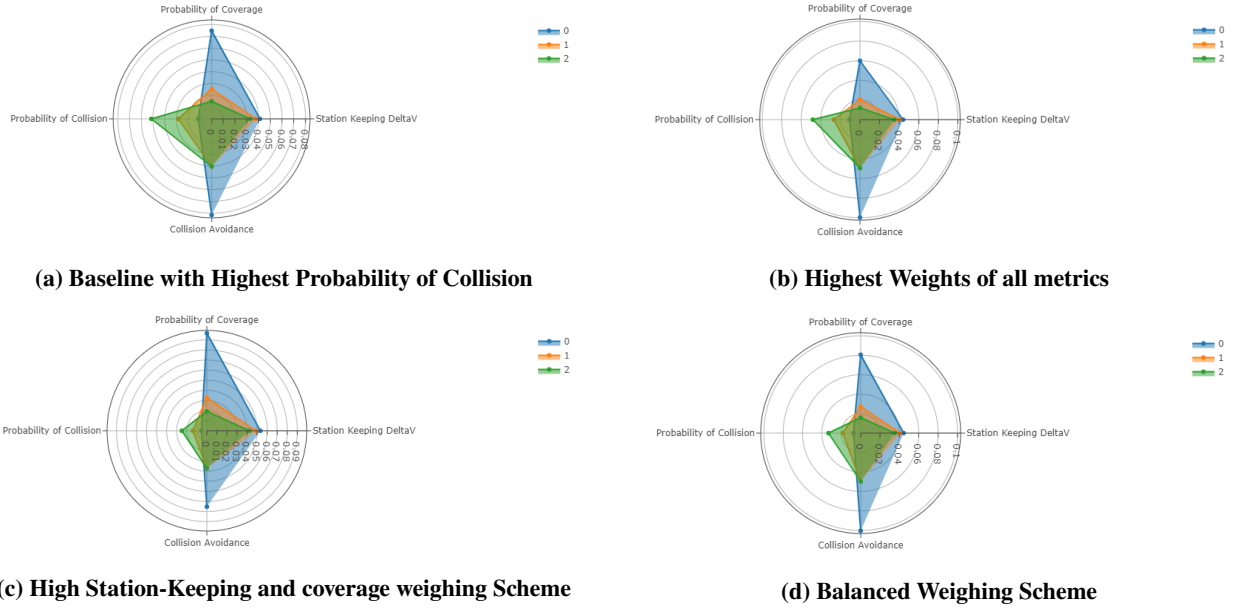 Probability of Coverage
0
1
2
Probability of Collision
Station Keeping DeltaV
0
0.01
0.02
0.03
0.04
0.05
0.06
0.07
0.08
Collision Avoidance
(a) Baseline with Highest Probability of Collision
Probability of Coverage
0
1
2
Probability of Collision
Station Keeping DeltaV
0
0.02
0.04
0.06
0.08
0.1
Collision Avoidance
(b) Highest Weights of all metrics
Probability of Coverage
0
1
2
Probability of Collision
Station Keeping DeltaV
0
0.01
0.02
0.03
0.04
0.05
0.06
0.07
0.08
0.09
Collision Avoidance
(c) High Station-Keeping and coverage weighing Scheme
Probability of Coverage
0
1
2
Probability of Collision
Station Keeping DeltaV
0
0.02
0.04
0.06
0.08
0.1
Collision Avoidance
(d) Balanced Weighing Scheme